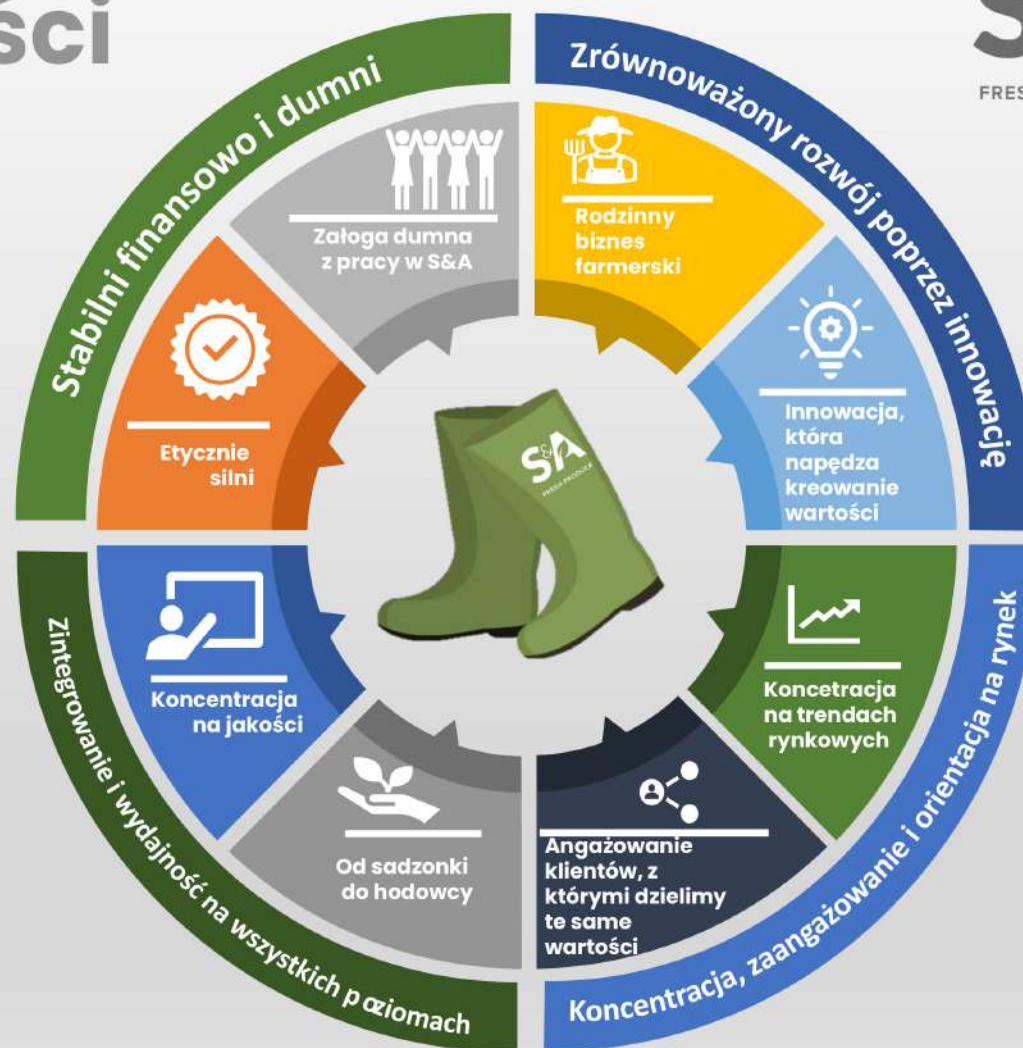 ści
S
FRES
Stabilni finansowo i dumni
Zrównoważony rozwój poprzez innowację
Załoga dumna
z pracy w S&A
Rodzinny
biznes
farmerski
Etycznie
silni
Innowacja,
która
napędza
kreowanie
wartości
S&A
FRESH PRODUCE
Koncentracja
na jakości
Koncetracja
na trendach
rynkowych
Od sadzonki
do hodowcy
Angażowanie
klientów, z
którymi dzielimy
te same
wartości
Zintegrowanie i wydajność na wszystkich poziomach
Koncentracja, zaangażowanie i orientacja na rynek